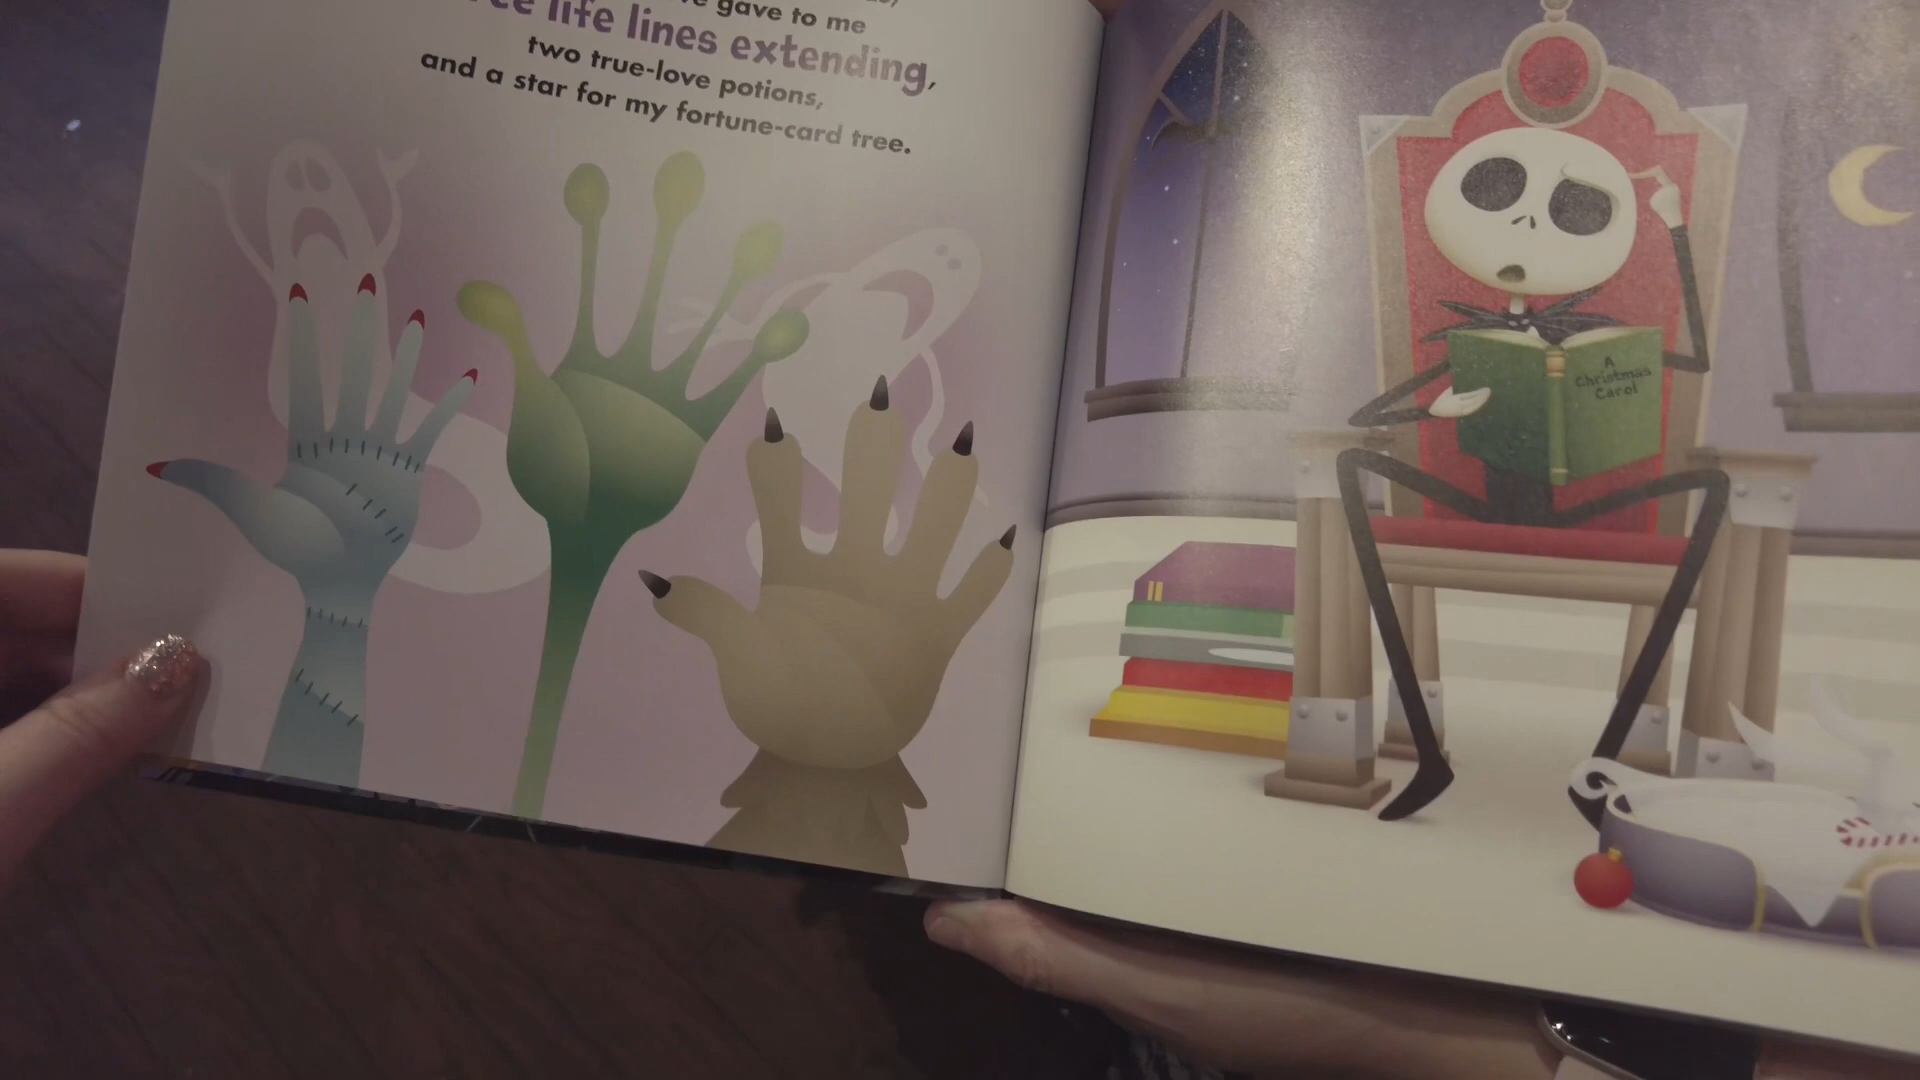 gave to me
life lines extending,
two true-love potions,
and a star for my fortune-card tree.
A
Christmas
Carol